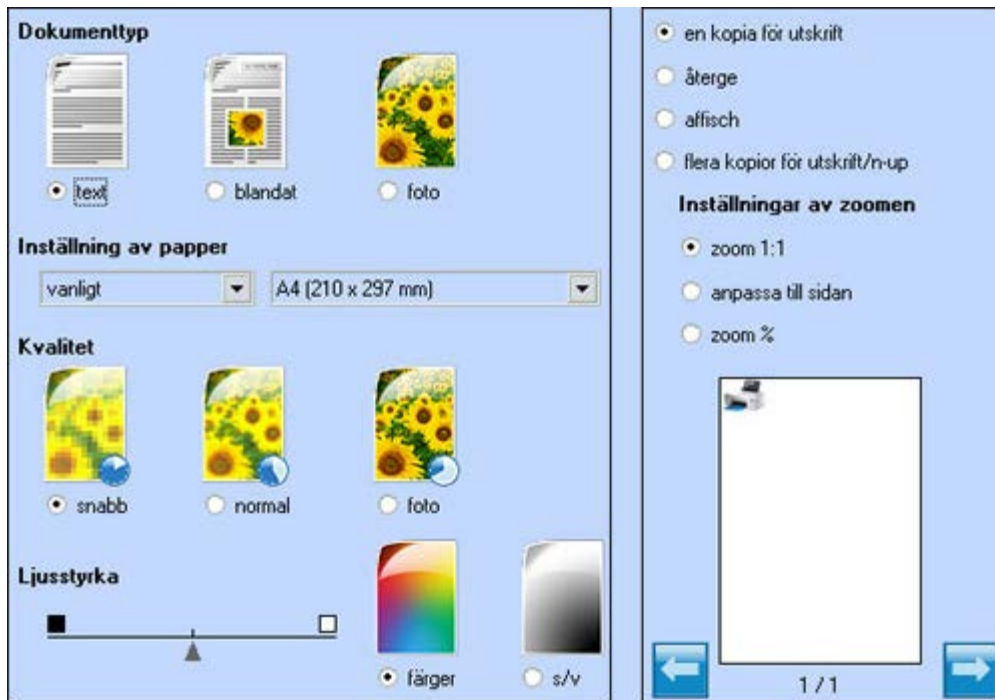 Dokumenttyp
text
blandat
foto
Inställning av papper
vanligt
A4 (210 x 297 mm)
Kvalitet
snabb
normal
foto
Ljusstyrka
färger
s/v
en kopia för utskrift
återge
affisch
flera kopior för utskrift/n-up
Inställningar av zoomen
zoom 1:1
anpassa till sidan
zoom %
1 / 1